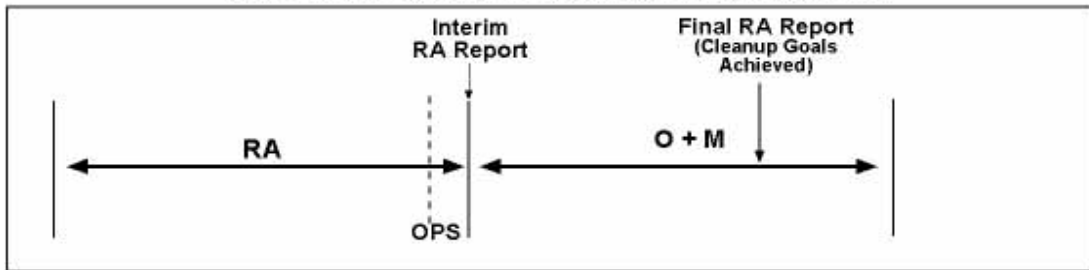 Interim
RA Report
Final RA Report
(Cleanup Goals
Achieved)
RA
O + M
OPS